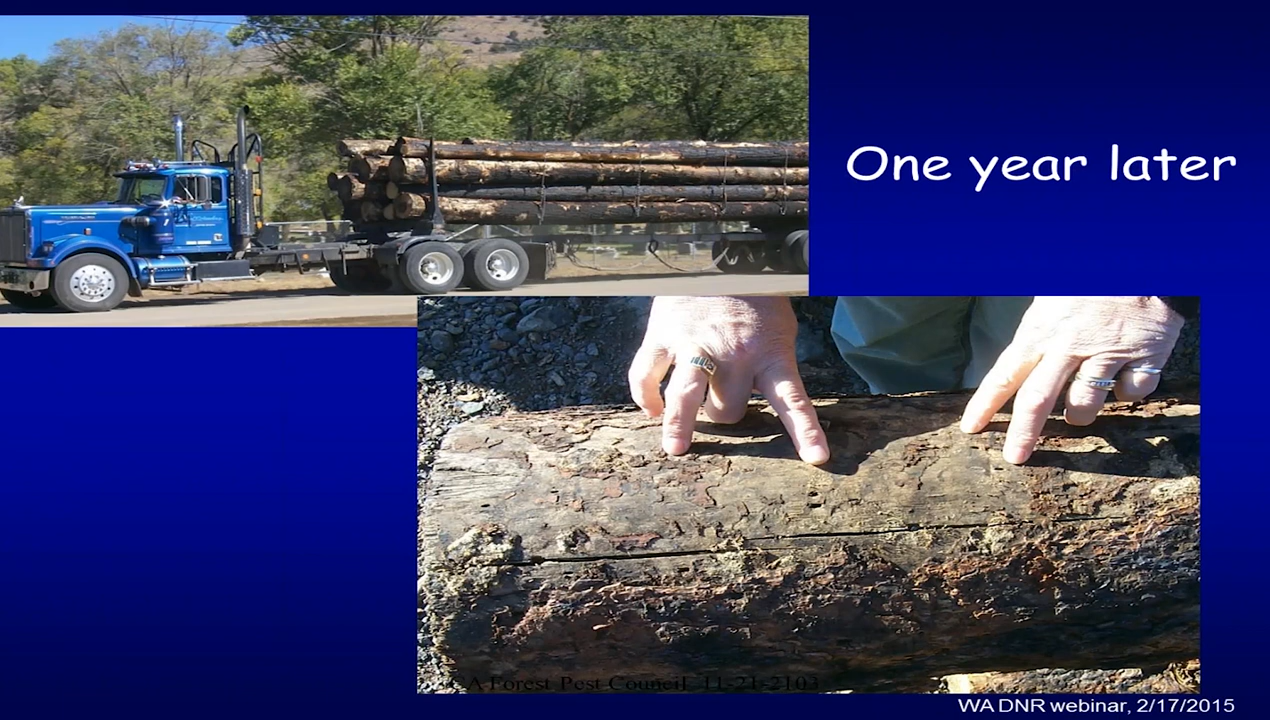 One year later
CA Forest Pest Council 11-21-2103
WA DNR webinar, 2/17/2015